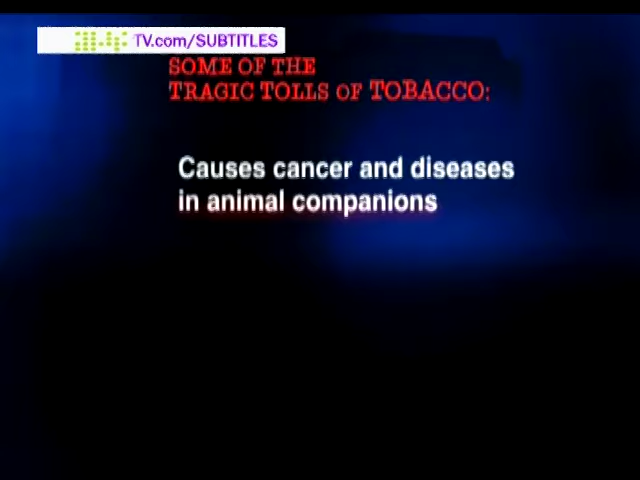 TV.com/SUBTITLES
SOME OF THE
TRAGIC TOLLS OF TOBACCO:
Causes cancer and diseases
in animal companions